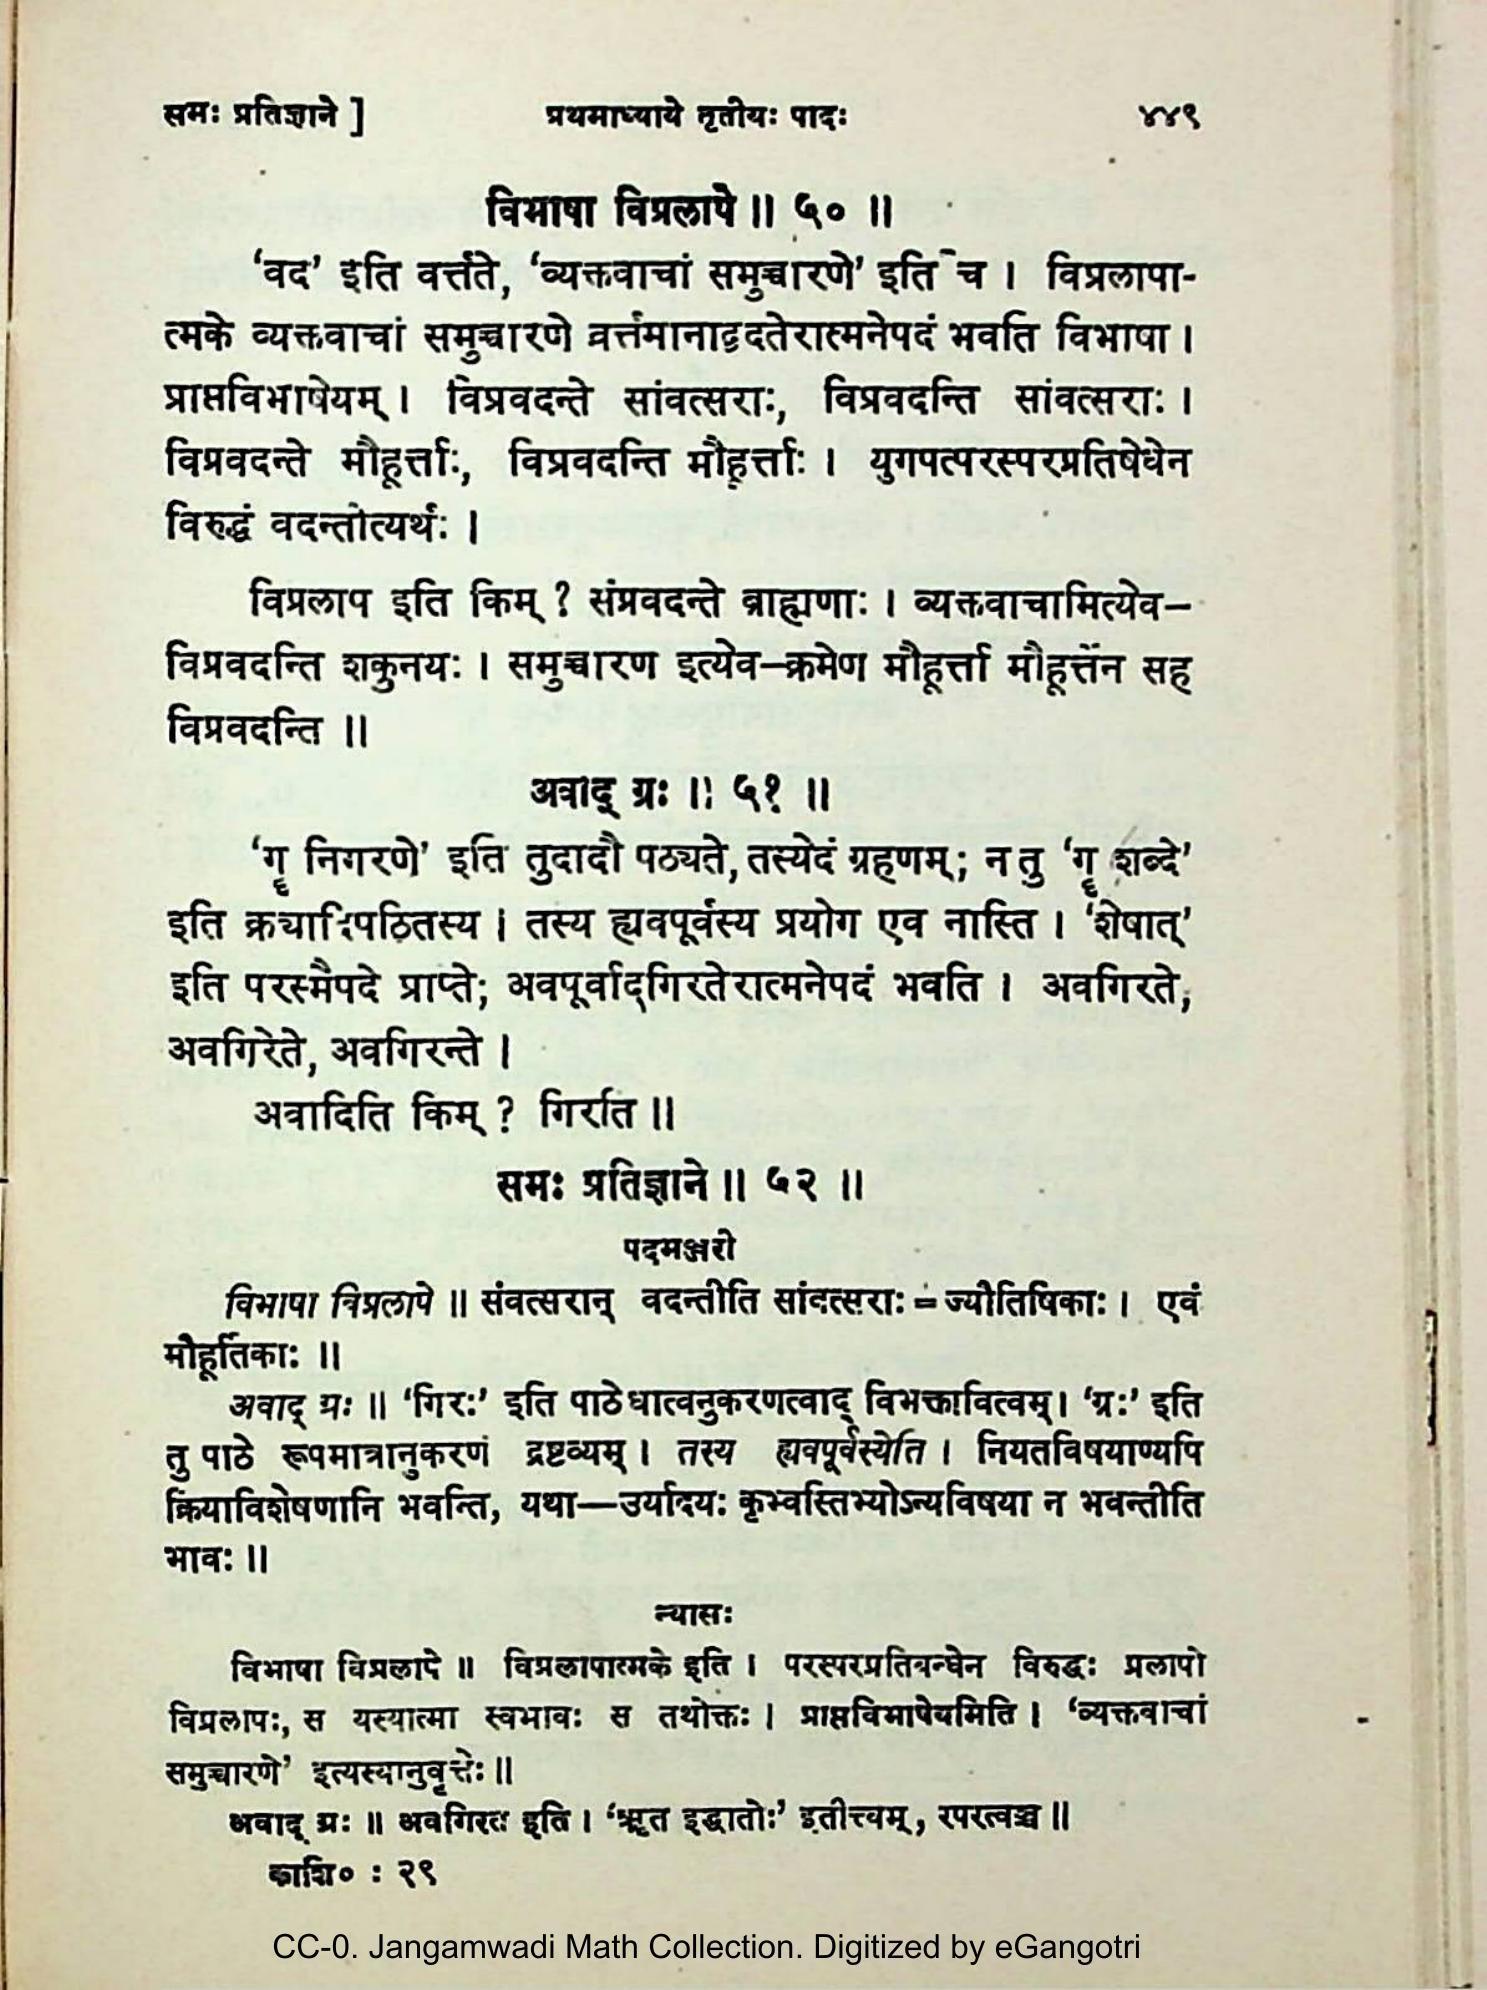 समः प्रतिज्ञाने ] प्रथमाध्याये तृतीयः पादः ४४९
विभाषा विप्रलापे ॥ ५० ॥
‘वद’ इति वर्त्तते, ‘व्यक्तवाचां समुच्चारणे’ इति च । विप्रलापा-
त्मके व्यक्तवाचां समुच्चारणे वर्त्तमानाद्वदतेरात्मनेपदं भवति विभाषा ।
प्राप्तविभाषेयम् । विप्रवदन्ते सांवत्सराः, विप्रवदन्ति सांवत्सराः ।
विप्रवदन्ते मौहूर्त्ताः, विप्रवदन्ति मौहूर्त्ताः । युगपत्परस्परप्रतिषेधेन
विरुद्धं वदन्तीत्यर्थः ।
विप्रलाप इति किम् ? संप्रवदन्ते ब्राह्मणाः । व्यक्तवाचामित्येव—
विप्रवदन्ति शकुनयः । समुच्चारण इत्येव—क्रमेण मौहूर्त्ता मौहूर्त्तेन सह
विप्रवदन्ति ॥
अवाद् ग्रः ॥ ५१ ॥
‘गॄ निगरणे’ इति तुदादौ पठ्यते, तस्येदं ग्रहणम्; न तु ‘गॄ शब्दे’
इति क्र्यादिपठितस्य । तस्य ह्यवपूर्वस्य प्रयोग एव नास्ति । ‘शेषात्’
इति परस्मैपदे प्राप्ते; अवपूर्वाद्गिरतेरात्मनेपदं भवति । अवगिरते,
अवगिरेते, अवगिरन्ते ।
अवादिति किम् ? गिरति ॥
समः प्रतिज्ञाने ॥ ५२ ॥
पदमञ्जरी
विभाषा विप्रलापे ॥ संवत्सरान् वदन्तीति सांवत्सराः = ज्यौतिषिकाः । एवं
मौहूर्तिकाः ॥
अवाद् ग्रः ॥ ‘गिरः’ इति पाठे धात्वनुकरणत्वाद् विभक्तावित्वम् । ‘ग्रः’ इति
तु पाठे रूपमात्रानुकरणं द्रष्टव्यम् । तस्य ह्यवपूर्वस्येति । नियतविषयाण्यपि
क्रियाविशेषणानि भवन्ति, यथा—उर्यादयः कृभ्वस्तिभ्योऽन्यविषया न भवन्तीति
भावः ॥
न्यासः
विभाषा विप्रलापे ॥ विप्रलापात्मके इति । परस्परप्रतिबन्धेन विरुद्धः प्रलापो
विप्रलापः, स यस्यात्मा स्वभावः स तथोक्तः । प्राप्तविभाषेयमिति । ‘व्यक्तवाचां
समुच्चारणे’ इत्यस्यानुवृत्तेः ॥
अवाद् ग्रः ॥ अवगिरत इति । ‘ॠत इद्धातोः’ इतीत्त्वम्, रपरत्वञ्च ॥
काशि० : २९
CC-0. Jangamwadi Math Collection. Digitized by eGangotri